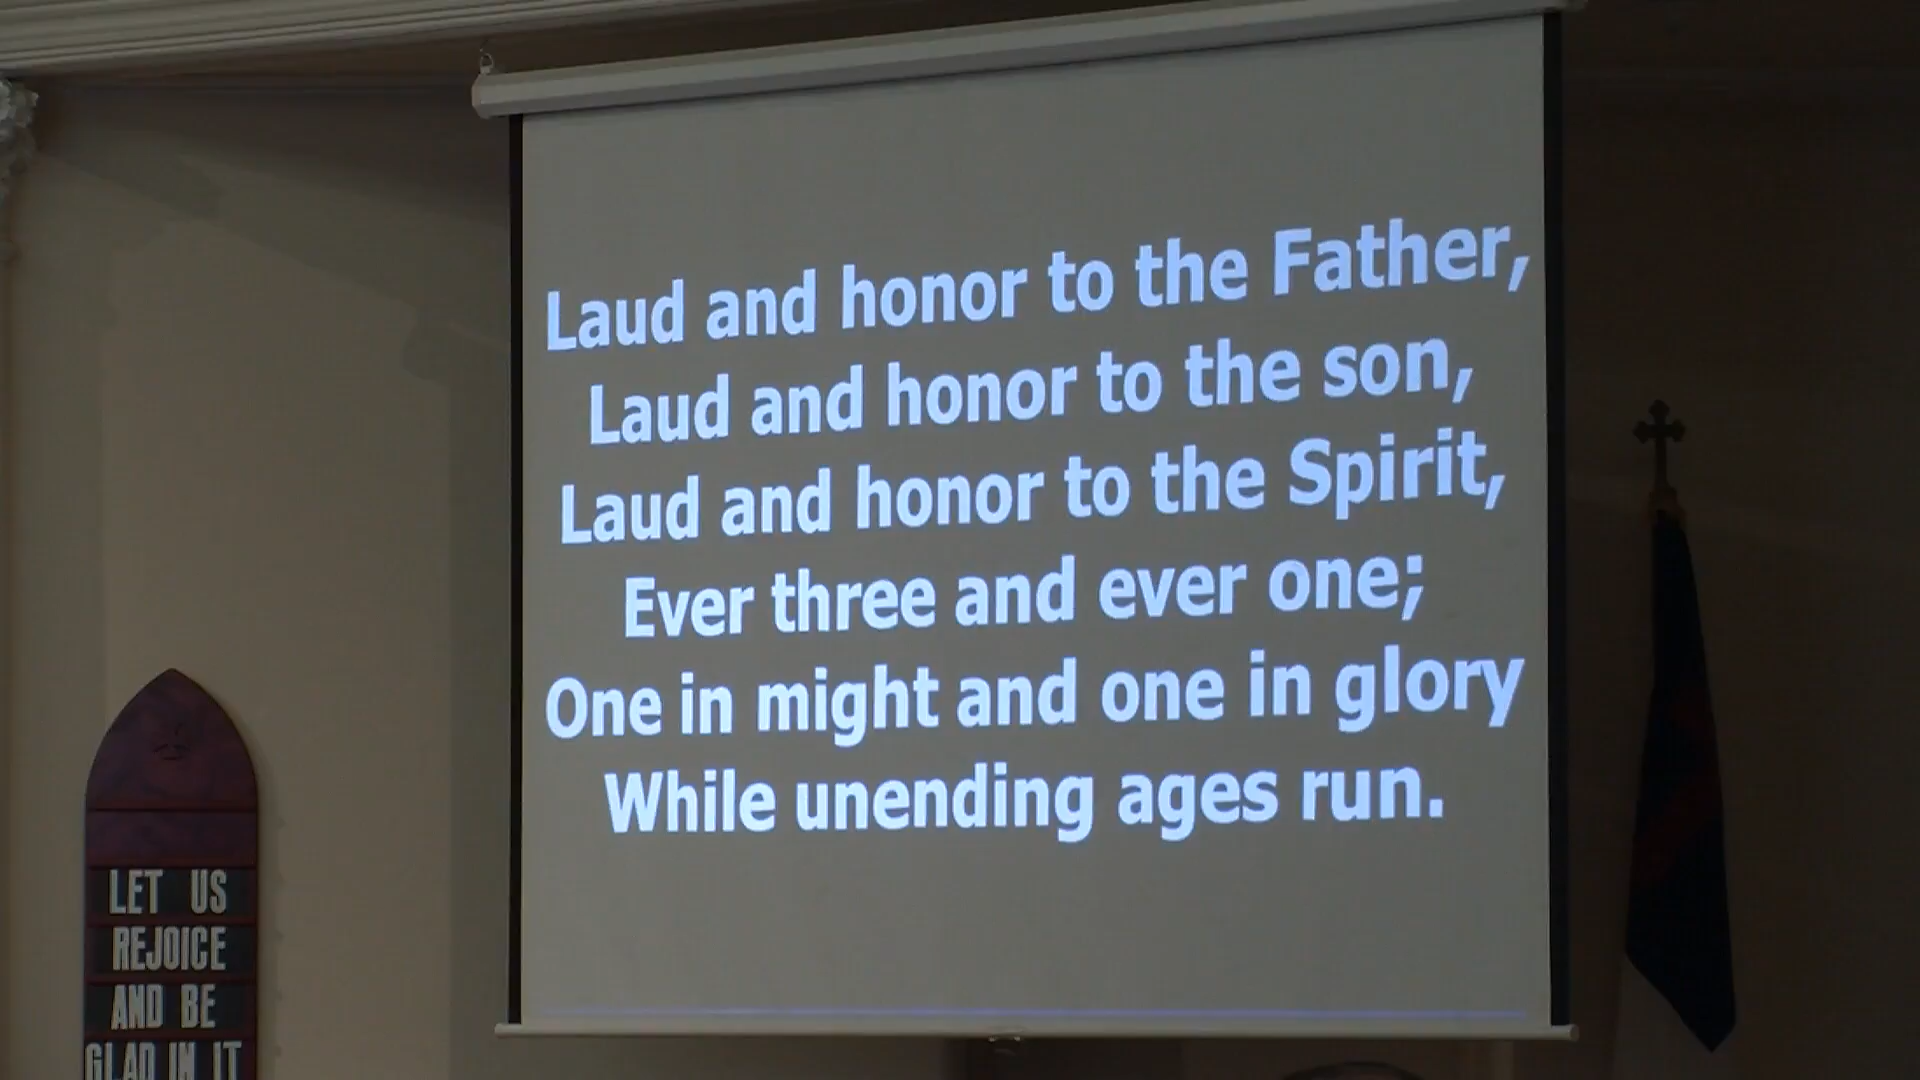 Laud and honor to the Father,
Laud and honor to the son,
Laud and honor to the Spirit,
Ever three and ever one;
One in might and one in glory
While unending ages run.
LET US
REJOICE
AND BE
GLAD IN IT